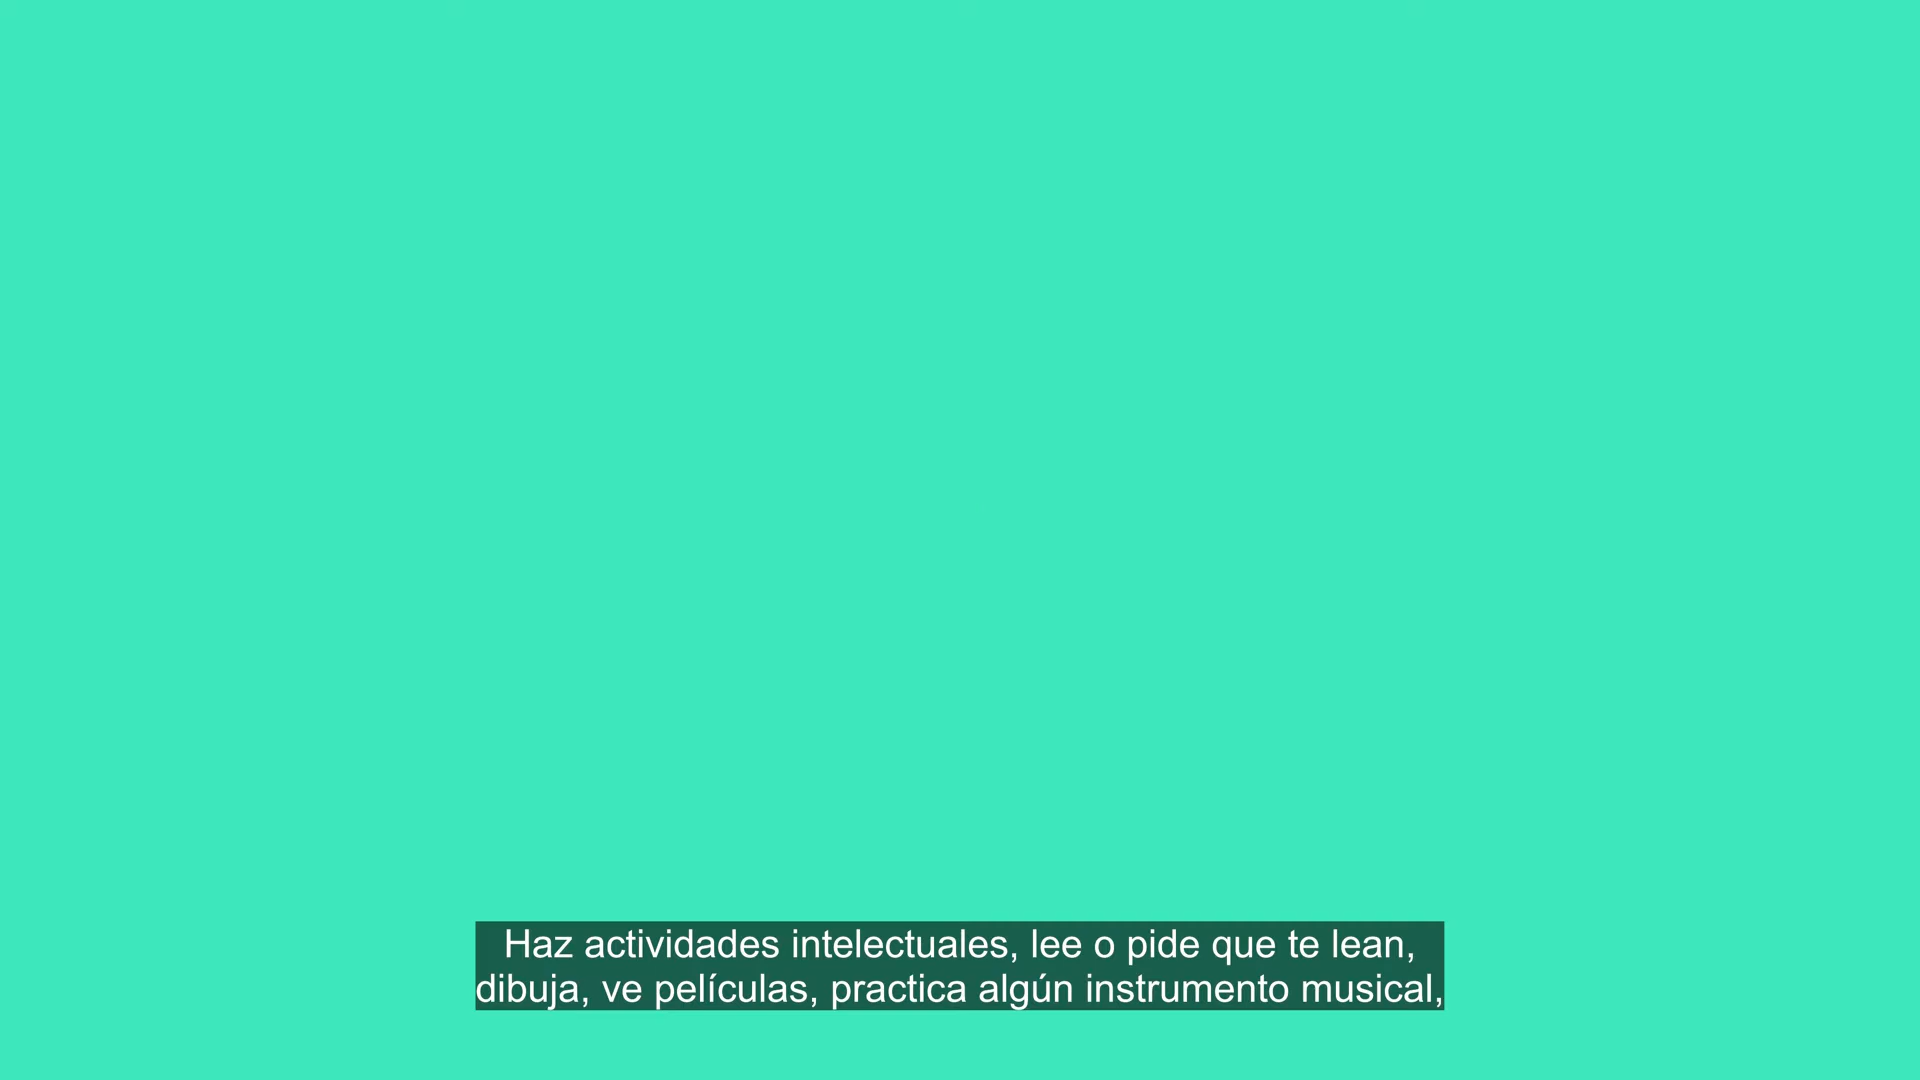 Haz actividades intelectuales, lee o pide que te lean,
dibuja, ve películas, practica algún instrumento musical,